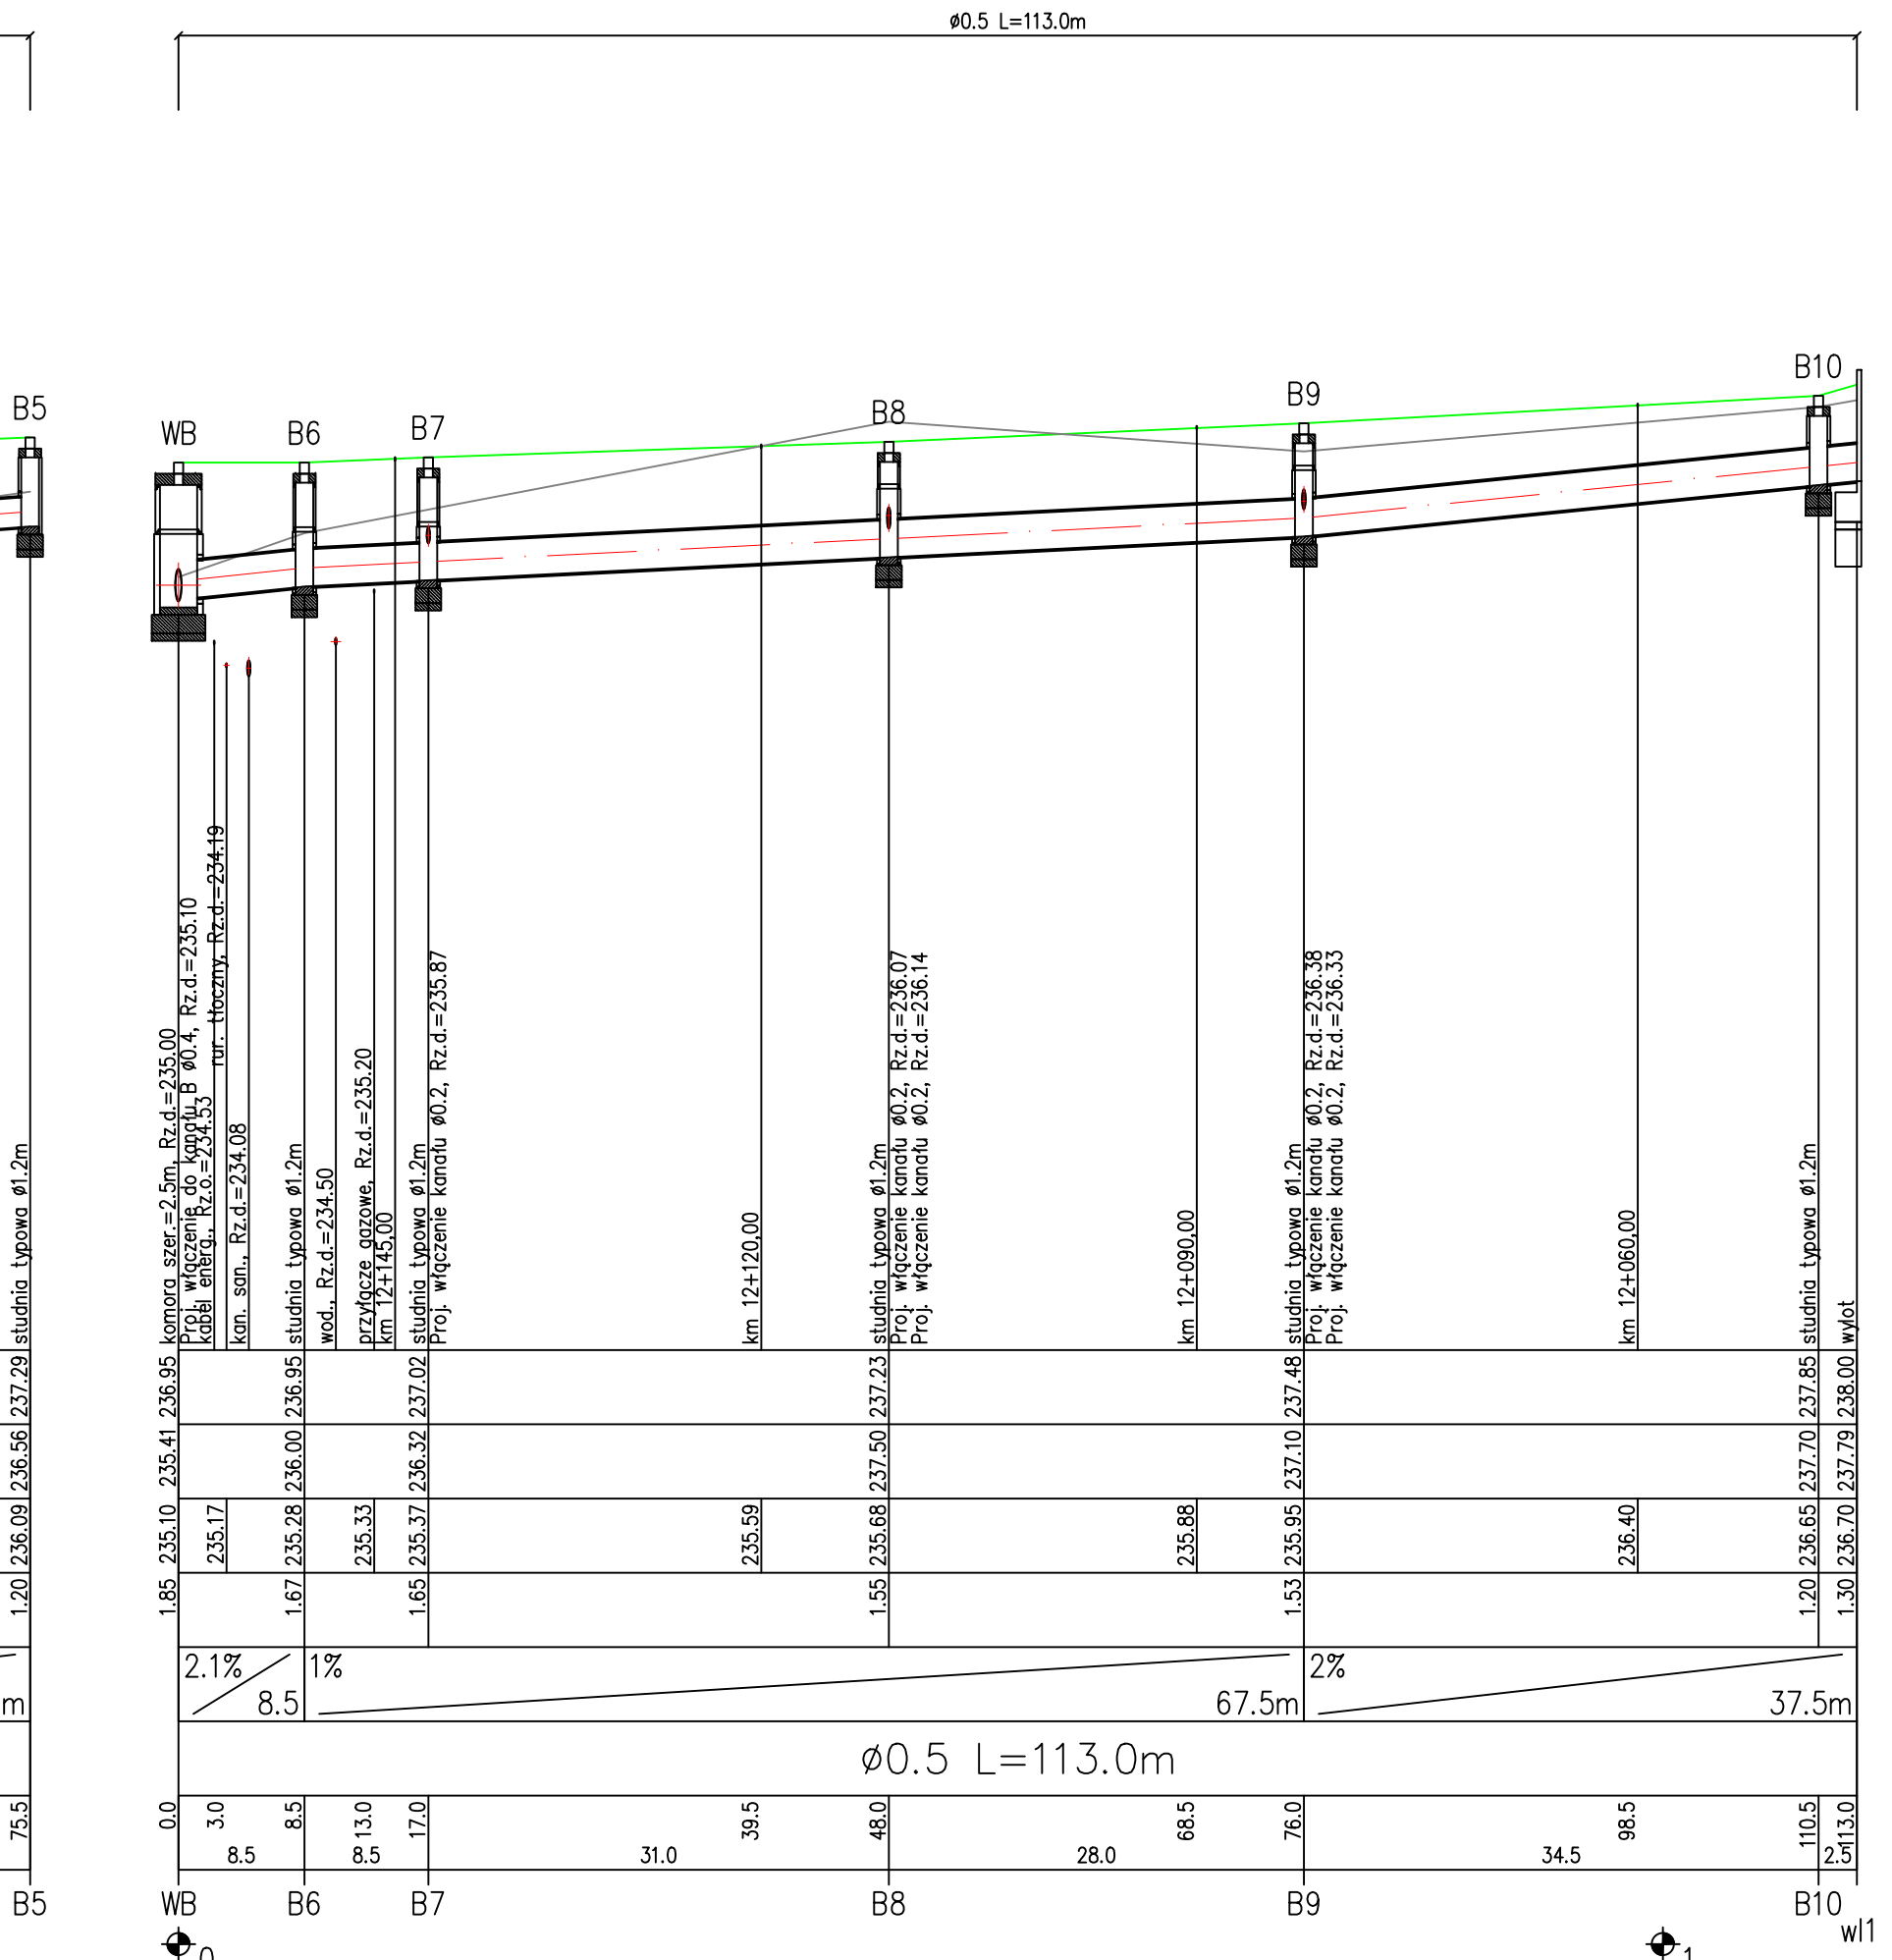 ø0.5 L=113.0m
B5
WB
B6
B7
B8
B9
B10
studnia typowa ø1.2m
komora szer.=2.5m, Rz.d.=235.00
Proj. włączenie do kanału B ø0.4, Rz.d.=235.10
kabel energ., Rz.o.=234.53
rur. tłoczny, Rz.d.=234.19
kan. san., Rz.d.=234.08
studnia typowa ø1.2m
wod., Rz.d.=234.50
przyłącze gazowe, Rz.d.=235.20
km 12+145,00
studnia typowa ø1.2m
Proj. włączenie kanału ø0.2, Rz.d.=235.87
km 12+120,00
studnia typowa ø1.2m
Proj. włączenie kanału ø0.2, Rz.d.=236.07
Proj. włączenie kanału ø0.2, Rz.d.=236.14
km 12+090,00
studnia typowa ø1.2m
Proj. włączenie kanału ø0.2, Rz.d.=236.38
Proj. włączenie kanału ø0.2, Rz.d.=236.33
km 12+060,00
studnia typowa ø1.2m
wylot
237.29 236.95 236.95 237.02 237.23 237.48 237.85 238.00
236.56 235.41 236.00 236.32 237.50 237.10 237.70 237.79
236.09 235.10 235.17 235.28 235.33 235.37 235.59 235.68 235.88 235.95 236.40 236.65 236.70
1.20 1.85 1.67 1.65 1.55 1.53 1.20 1.30
2.1% 1% 2%
m 8.5 67.5m 37.5m
ø0.5 L=113.0m
75.5 0.0 3.0 8.5 13.0 17.0 39.5 48.0 68.5 76.0 98.5 110.5 113.0
8.5 8.5 31.0 28.0 34.5 2.5
B5 WB B6 B7 B8 B9 B10
wl1
0 1